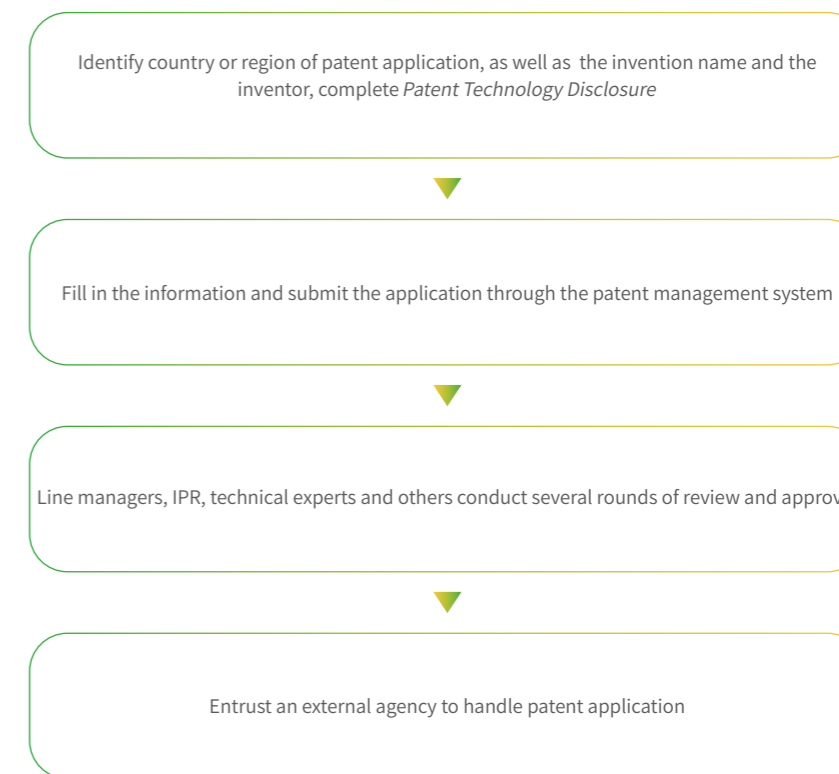 Identify country or region of patent application, as well as the invention name and the
inventor, complete Patent Technology Disclosure
Fill in the information and submit the application through the patent management system
Line managers, IPR, technical experts and others conduct several rounds of review and
Entrust an external agency to handle patent application